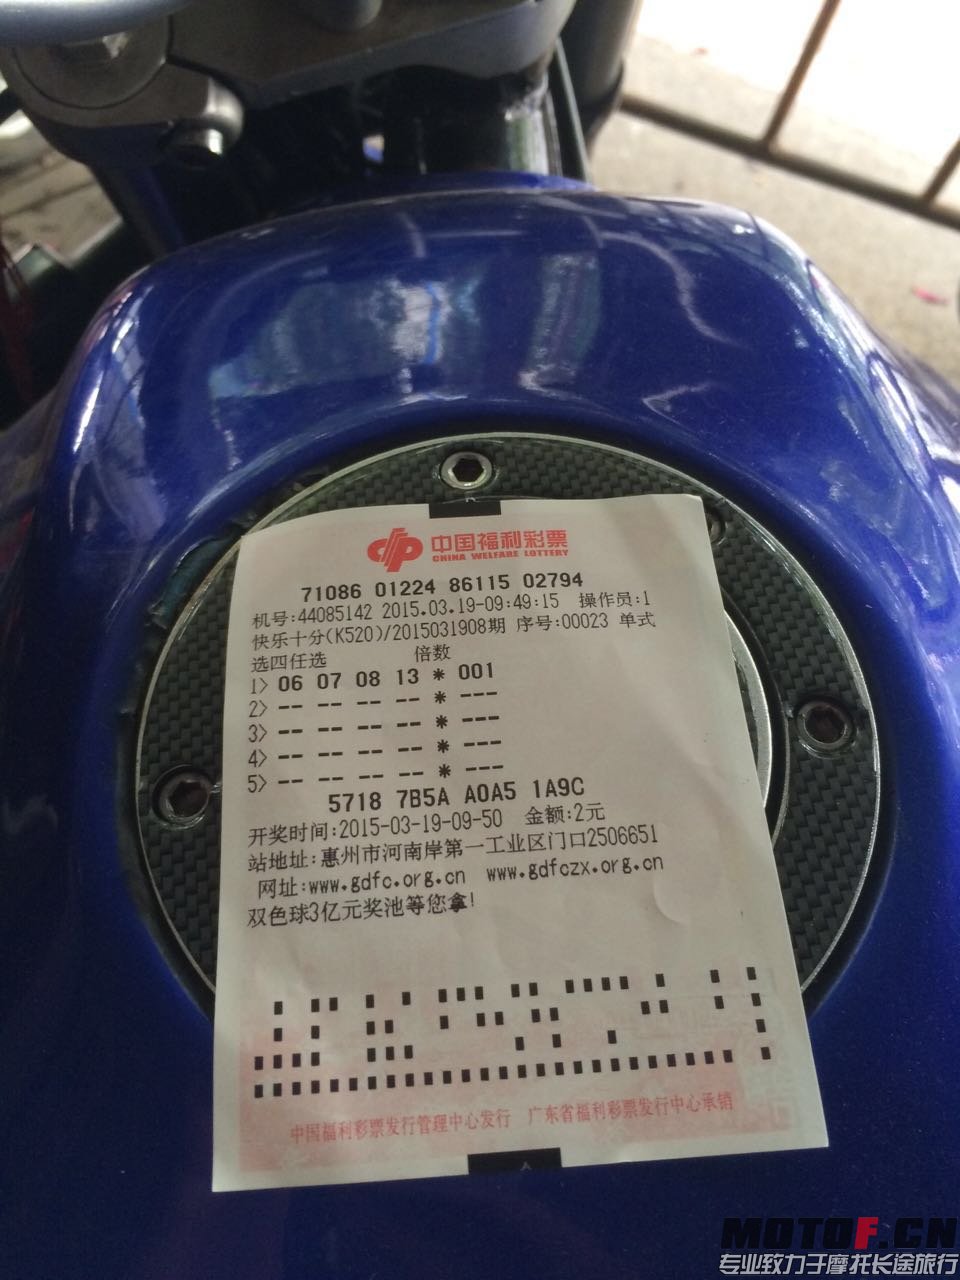 中国福利彩票
CHINA WELFARE LOTTERY
71086 01224 86115 02794
机号:44085142 2015.03.19-09:49:15 操作员:1
快乐十分(K520)/2015031908期 序号:00023 单式
选四任选 倍数
1> 06 07 08 13 * 001
2> -- -- -- -- * ---
3> -- -- -- -- * ---
4> -- -- -- -- * ---
5> -- -- -- -- * ---
5718 7B5A A0A5 1A9C
开奖时间:2015-03-19-09-50 金额:2元
站地址:惠州市河南岸第一工业区门口2506651
网址:www.gdfc.org.cn www.gdfczx.org.cn
双色球3亿元奖池等您拿!
中国福利彩票发行管理中心发行 广东省福利彩票发行中心承销
MOTOF.CN
专业致力于摩托长途旅行